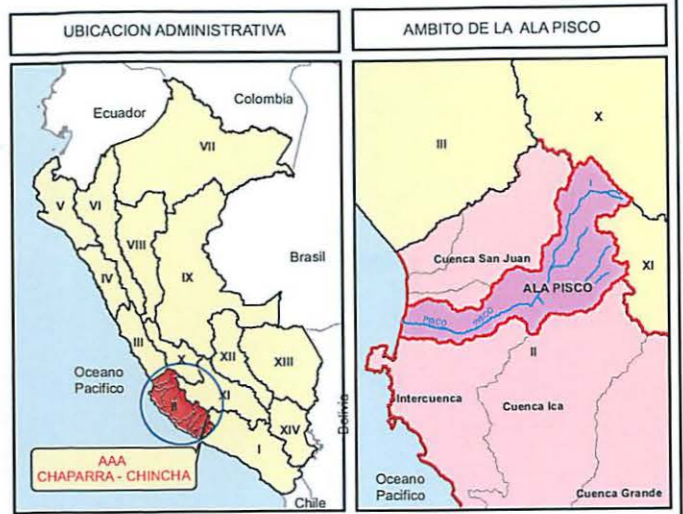 UBICACION ADMINISTRATIVA
Ecuador
Colombia
VII
V
VI
VIII
Brasil
IV
IX
III
X
XII
XIII
Oceano
Pacifico
II
XI
XIV
I
Bolivia
AAA
CHAPARRA - CHINCHA
Chile
AMBITO DE LA ALA PISCO
X
III
I
Cuenca San Juan
XI
ALA PISCO
PISCO
PISCO
II
Intercuenca
Cuenca Ica
Oceano
Pacifico
Cuenca Grande